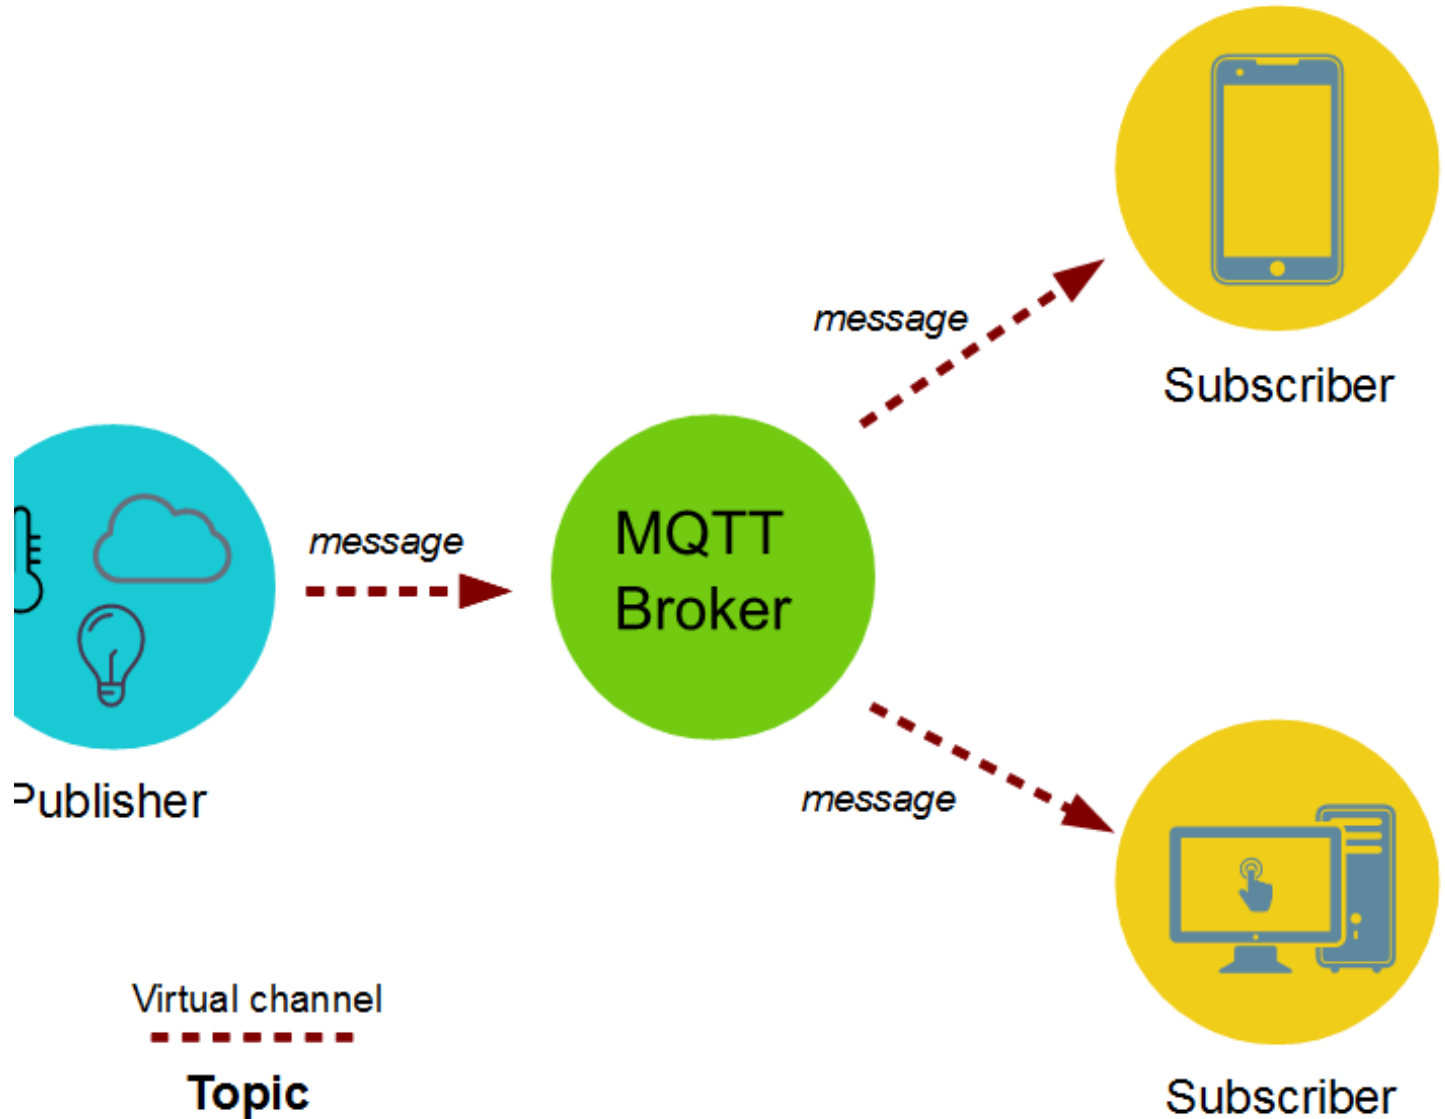 message
Subscriber
message
MQTT
Broker
Publisher
message
Virtual channel
Topic
Subscriber